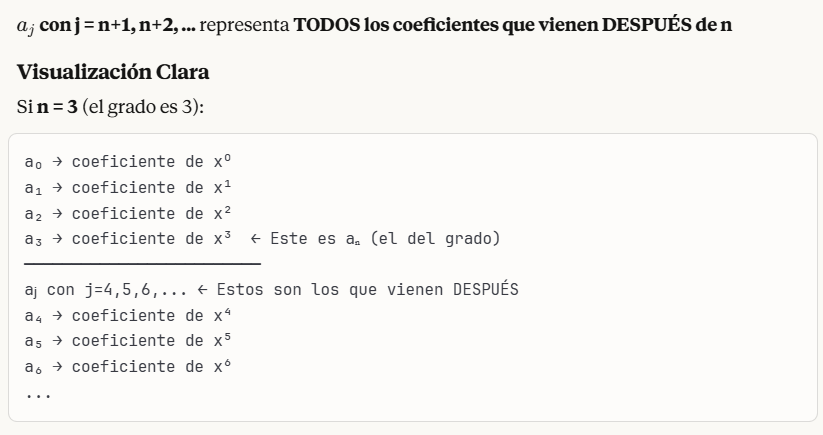 aⱼ con j = n+1, n+2, ... representa TODOS los coeficientes que vienen DESPUÉS de n
Visualización Clara
Si n = 3 (el grado es 3):
a₀ → coeficiente de x⁰
a₁ → coeficiente de x¹
a₂ → coeficiente de x²
a₃ → coeficiente de x³  ← Este es aₙ (el del grado)
aⱼ con j=4,5,6,... ← Estos son los que vienen DESPUÉS
a₄ → coeficiente de x⁴
a₅ → coeficiente de x⁵
a₆ → coeficiente de x⁶
...